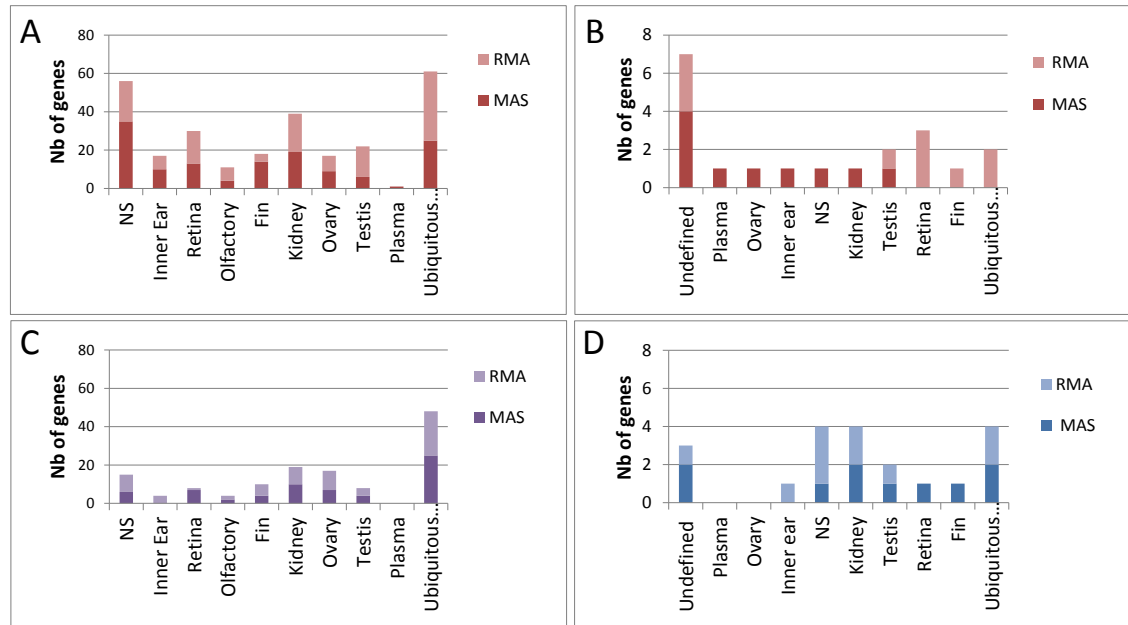 A
Nb of genes
80
60
40
20
0
NS
Inner Ear
Retina
Olfactory
Fin
Kidney
Ovary
Testis
Plasma
Ubiquitous...
RMA
MAS
B
Nb of genes
8
6
4
2
0
Undefined
Plasma
Ovary
Inner ear
NS
Kidney
Testis
Retina
Fin
Ubiquitous...
RMA
MAS
C
Nb of genes
80
60
40
20
0
NS
Inner Ear
Retina
Olfactory
Fin
Kidney
Ovary
Testis
Plasma
Ubiquitous...
RMA
MAS
D
Nb of genes
8
6
4
2
0
Undefiined
Plasma
Ovary
Inner ear
NS
Kidney
Testis
Retina
Fin
Ubiquitous...
RMA
MAS